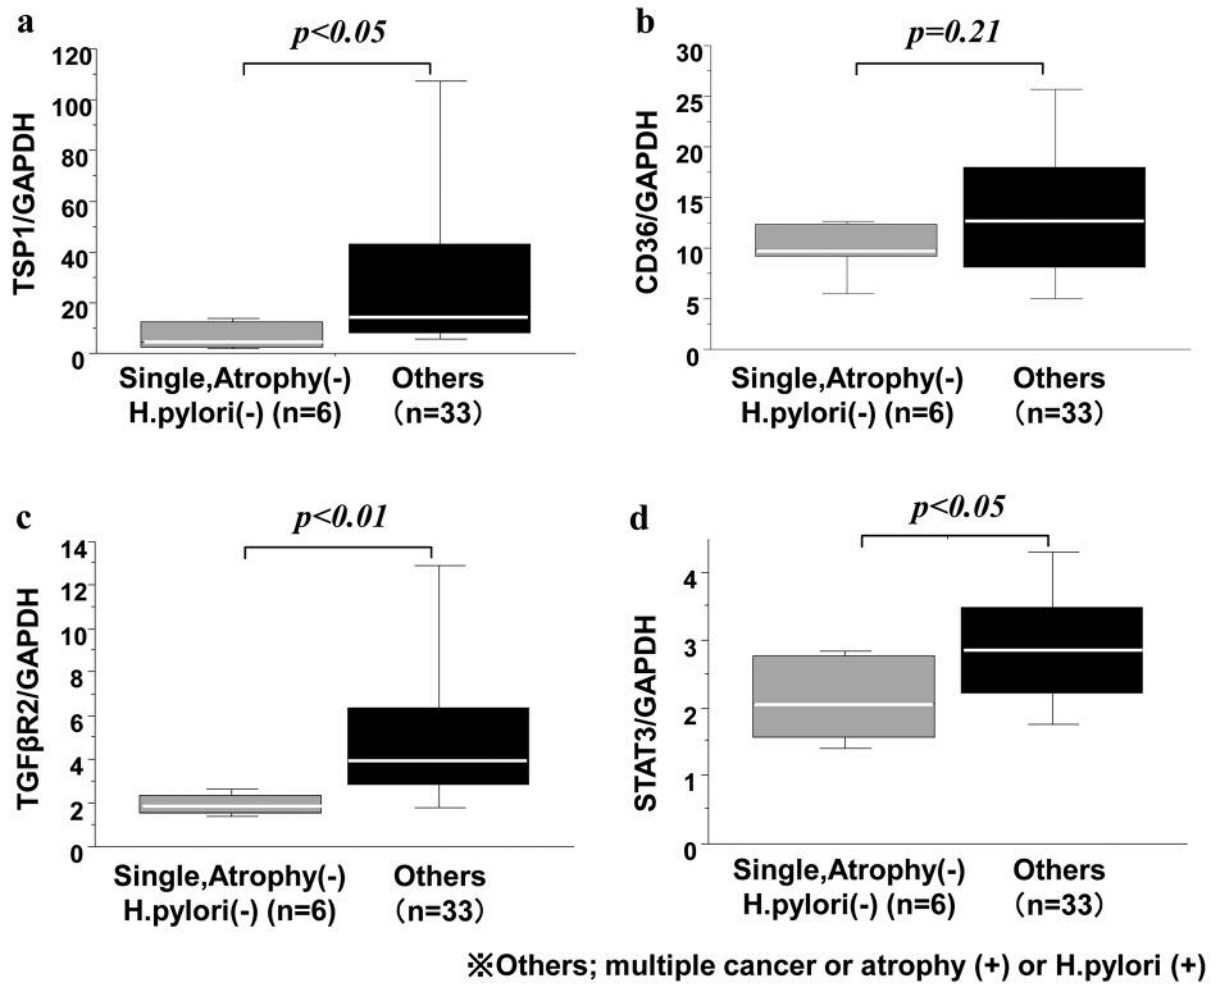 a
p<0.05
TSP1/GAPDH
120
100
80
60
40
20
0
Single,Atrophy(-)
H.pylori(-) (n=6)
Others
（n=33）
b
p=0.21
CD36/GAPDH
30
25
20
15
10
5
0
Single,Atrophy(-)
H.pylori(-) (n=6)
Others
（n=33）
c
p<0.01
TGFβR2/GAPDH
14
12
10
8
6
4
2
0
Single,Atrophy(-)
H.pylori(-) (n=6)
Others
（n=33）
d
p<0.05
STAT3/GAPDH
4
3
2
1
0
Single,Atrophy(-)
H.pylori(-) (n=6)
Others
（n=33）
※Others; multiple cancer or atrophy (+) or H.pylori (+)